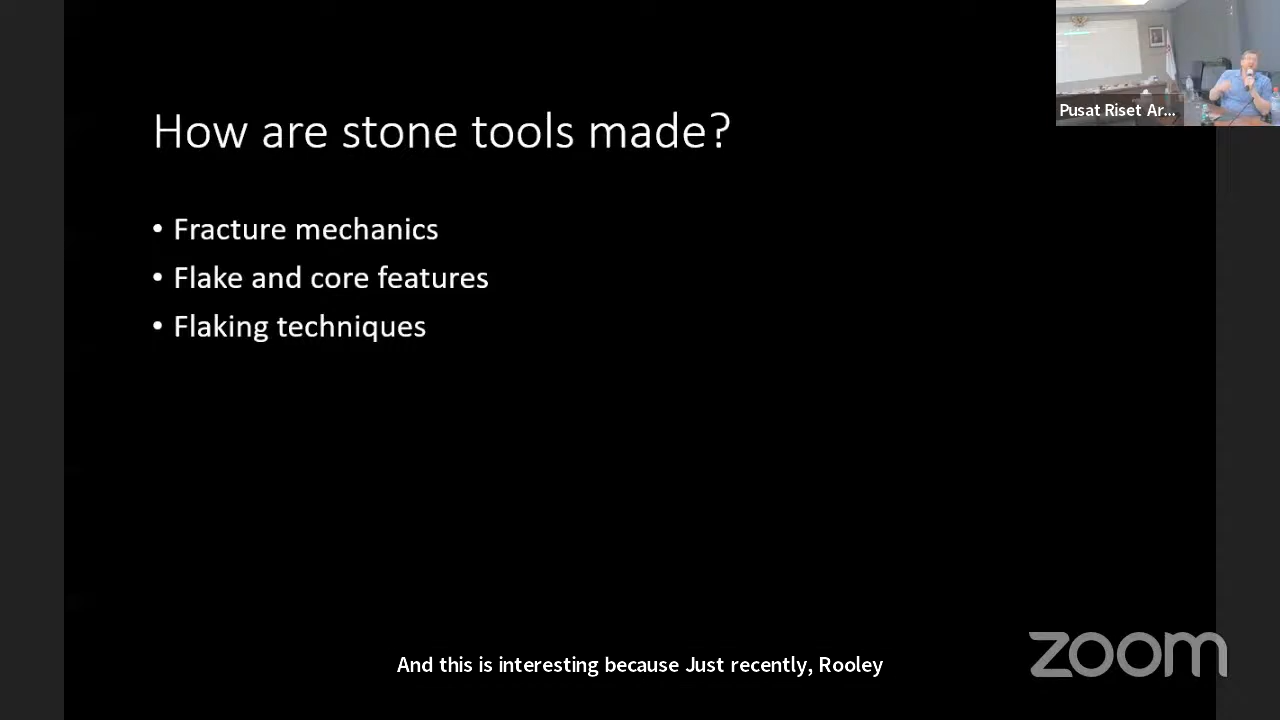 How are stone tools made?
• Fracture mechanics
• Flake and core features
• Flaking techniques
Pusat Riset Ar...
And this is interesting because Just recently, Rooley
zoom